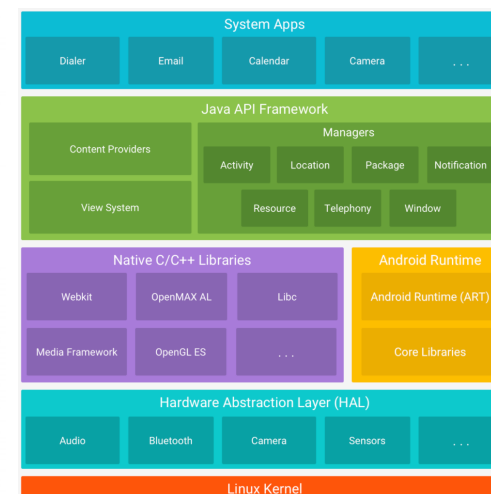 System Apps
Dialer
Email
Calendar
Camera
. . .
Java API Framework
Content Providers
View System
Managers
Activity
Location
Package
Notification
Resource
Telephony
Window
Native C/C++ Libraries
Webkit
OpenMAX AL
Libc
Media Framework
OpenGL ES
. . .
Android Runtime
Android Runtime (ART)
Core Libraries
Hardware Abstraction Layer (HAL)
Audio
Bluetooth
Camera
Sensors
. . .
Linux Kernel